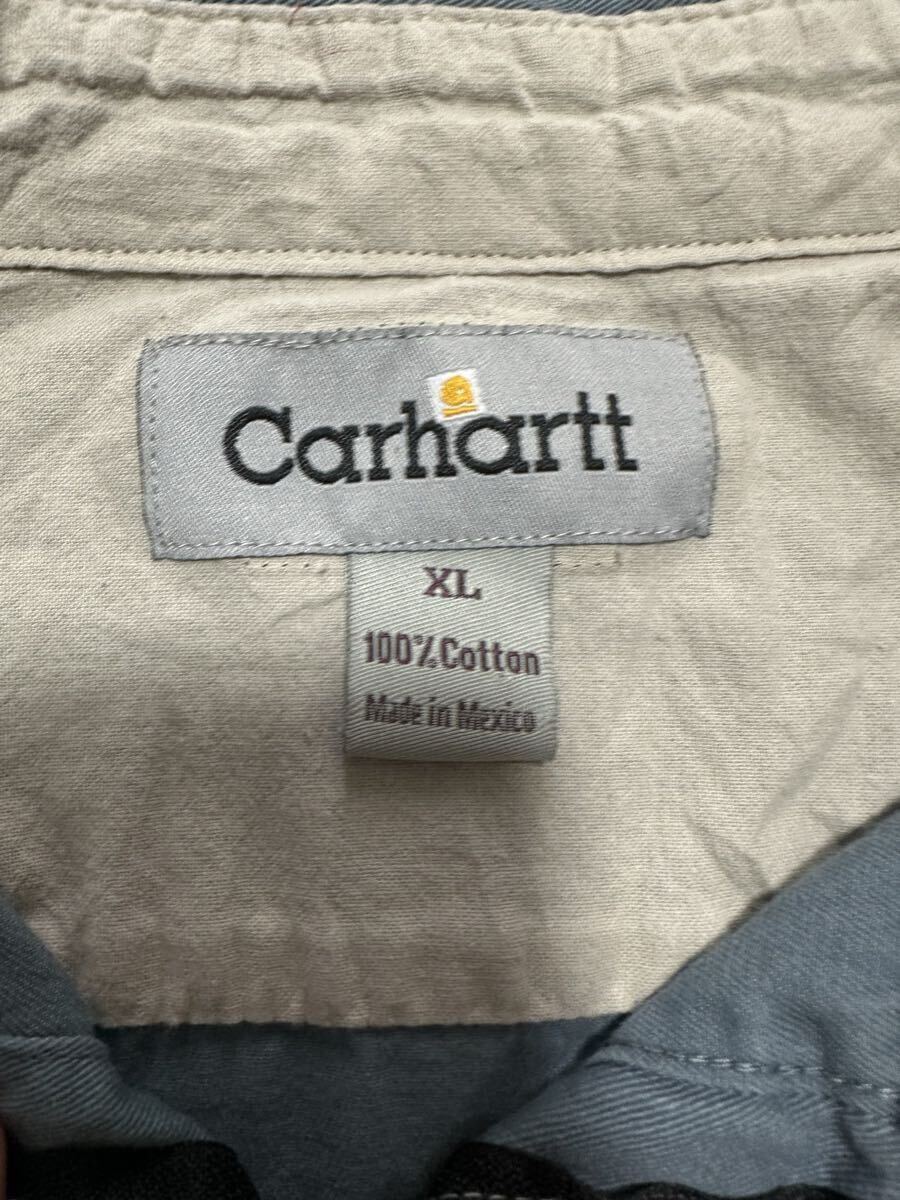 Carhartt
XL
100% Cotton
Made in Mexico